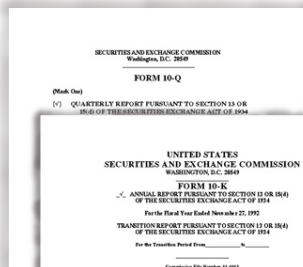 SECURITIES AND EXCHANGE COMMISSION
Washington, D.C. 20549
FORM 10-Q
(Mark One)
[√] QUARTERLY REPORT PURSUANT TO SECTION 13 OR
15(d) OF THE SECURITIES EXCHANGE ACT OF 1934
UNITED STATES
SECURITIES AND EXCHANGE COMMISSION
WASHINGTON, D.C. 20549
FORM 10-K
_√_ ANNUAL REPORT PURSUANT TO SECTION 13 OR 15(d)
OF THE SECURITIES EXCHANGE ACT OF 1934
For the Fiscal Year Ended November 27, 1992
TRANSITION REPORT PURSUANT TO SECTION 13 OR 15(d)
OF THE SECURITIES EXCHANGE ACT OF 1934
For the Transition Period From_________to_________
Commission File Number